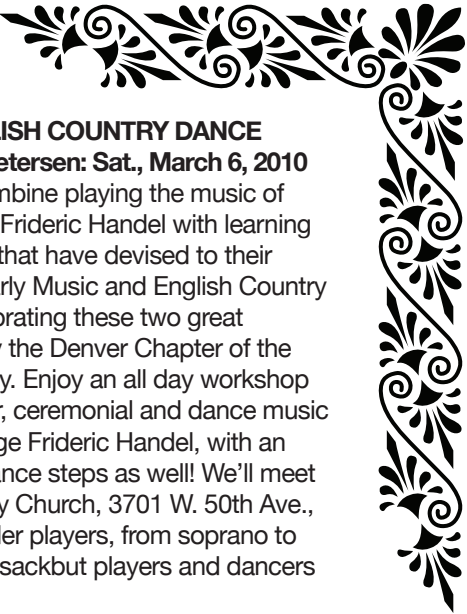 LISH COUNTRY DANCE
etersen: Sat., March 6, 2010
mbine playing the music of
Frideric Handel with learning
that have devised to their
rly Music and English Country
brating these two great
y the Denver Chapter of the
y. Enjoy an all day workshop
r, ceremonial and dance music
ge Frideric Handel, with an
ance steps as well! We'll meet
y Church, 3701 W. 50th Ave.,
der players, from soprano to
sackbut players and dancers